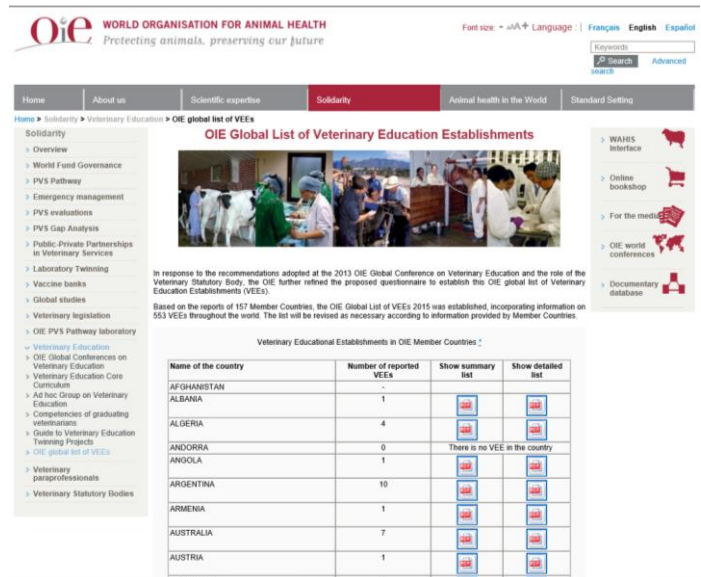 Oie WORLD ORGANISATION FOR ANIMAL HEALTH
Protecting animals, preserving our future
Font size: - AA+ Language : | Français English Español
Keywords
Search Advanced
search
Home About us Scientific expertise Solidarity Animal health in the World Standard Setting
Home > Solidarity > Veterinary Education > OIE global list of VEEs
Solidarity
Overview
World Fund Governance
PVS Pathway
Emergency management
PVS evaluations
PVS Gap Analysis
Public-Private Partnerships
in Veterinary Services
Laboratory Twinning
Vaccine banks
Global studies
Veterinary legislation
OIE PVS Pathway laboratory
Veterinary Education
OIE Global Conferences on
Veterinary Education
Veterinary Education Core
Curriculum
Ad hoc Group on Veterinary
Education
Competencies of graduating
veterinarians
Guide to Veterinary Education
Twinning Projects
OIE global list of VEEs
Veterinary
paraprofessionals
Veterinary Statutory Bodies
OIE Global List of Veterinary Education Establishments
In response to the recommendations adopted at the 2013 OIE Global Conference on Veterinary Education and the role of the
Veterinary Statutory Body, the OIE further refined the proposed questionnaire to establish this OIE global list of Veterinary
Education Establishments (VEEs).
Based on the reports of 157 Member Countries, the OIE Global List of VEEs 2015 was established, incorporating information on
553 VEEs throughout the world. The list will be revised as necessary according to information provided by Member Countries.
Veterinary Educational Establishments in OIE Member Countries *
Name of the country Number of reported VEEs Show summary list Show detailed list
AFGHANISTAN -
ALBANIA 1
ALGERIA 4
ANDORRA 0 There is no VEE in the country
ANGOLA 1
ARGENTINA 10
ARMENIA 1
AUSTRALIA 7
AUSTRIA 1
WAHIS
Interface
Online
bookshop
For the media
OIE world
conferences
Documentary
database